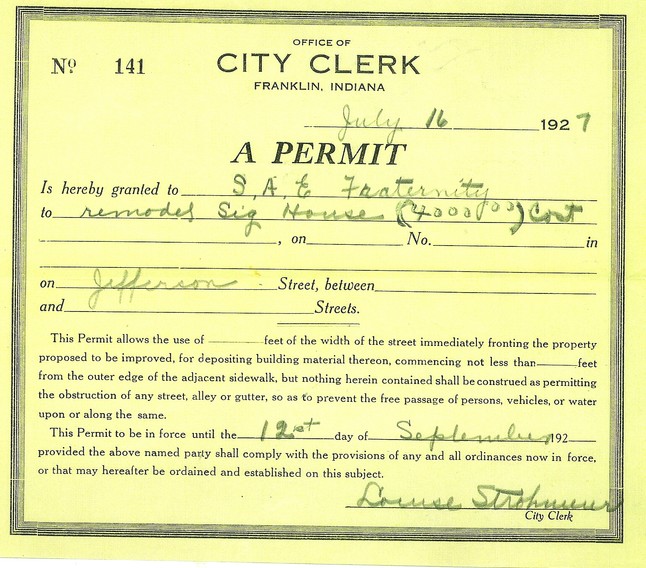 OFFICE OF
Nº 141 CITY CLERK
FRANKLIN, INDIANA
July 16 1927
A PERMIT
Is hereby granted to S.A.E Fraternity
to remodel Sig House (4000.00) Cost
, on No. in
on Jefferson Street, between
and Streets.
This Permit allows the use of feet of the width of the street immediately fronting the property
proposed to be improved, for depositing building material thereon, commencing not less than feet
from the outer edge of the adjacent sidewalk, but nothing herein contained shall be construed as permitting
the obstruction of any street, alley or gutter, so as to prevent the free passage of persons, vehicles, or water
upon or along the same.
This Permit to be in force until the 12st day of September 192
provided the above named party shall comply with the provisions of any and all ordinances now in force,
or that may hereafter be ordained and established on this subject.
Louise
City Clerk